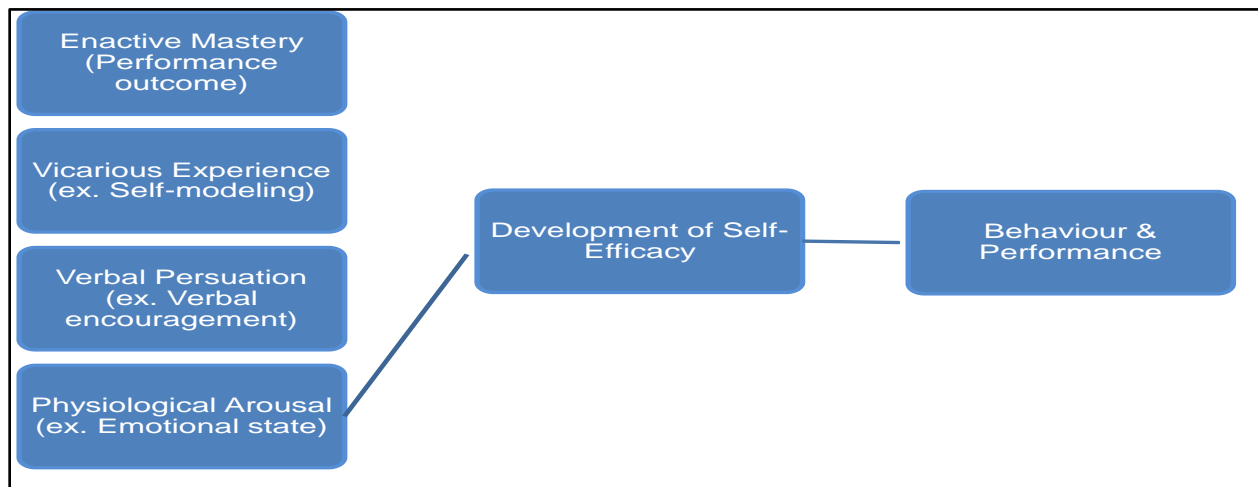 Enactive Mastery
(Performance
outcome)
Vicarious Experience
(ex. Self-modeling)
Verbal Persuation
(ex. Verbal
encouragement)
Physiological Arousal
(ex. Emotional state)
Development of Self-
Efficacy
Behaviour &
Performance